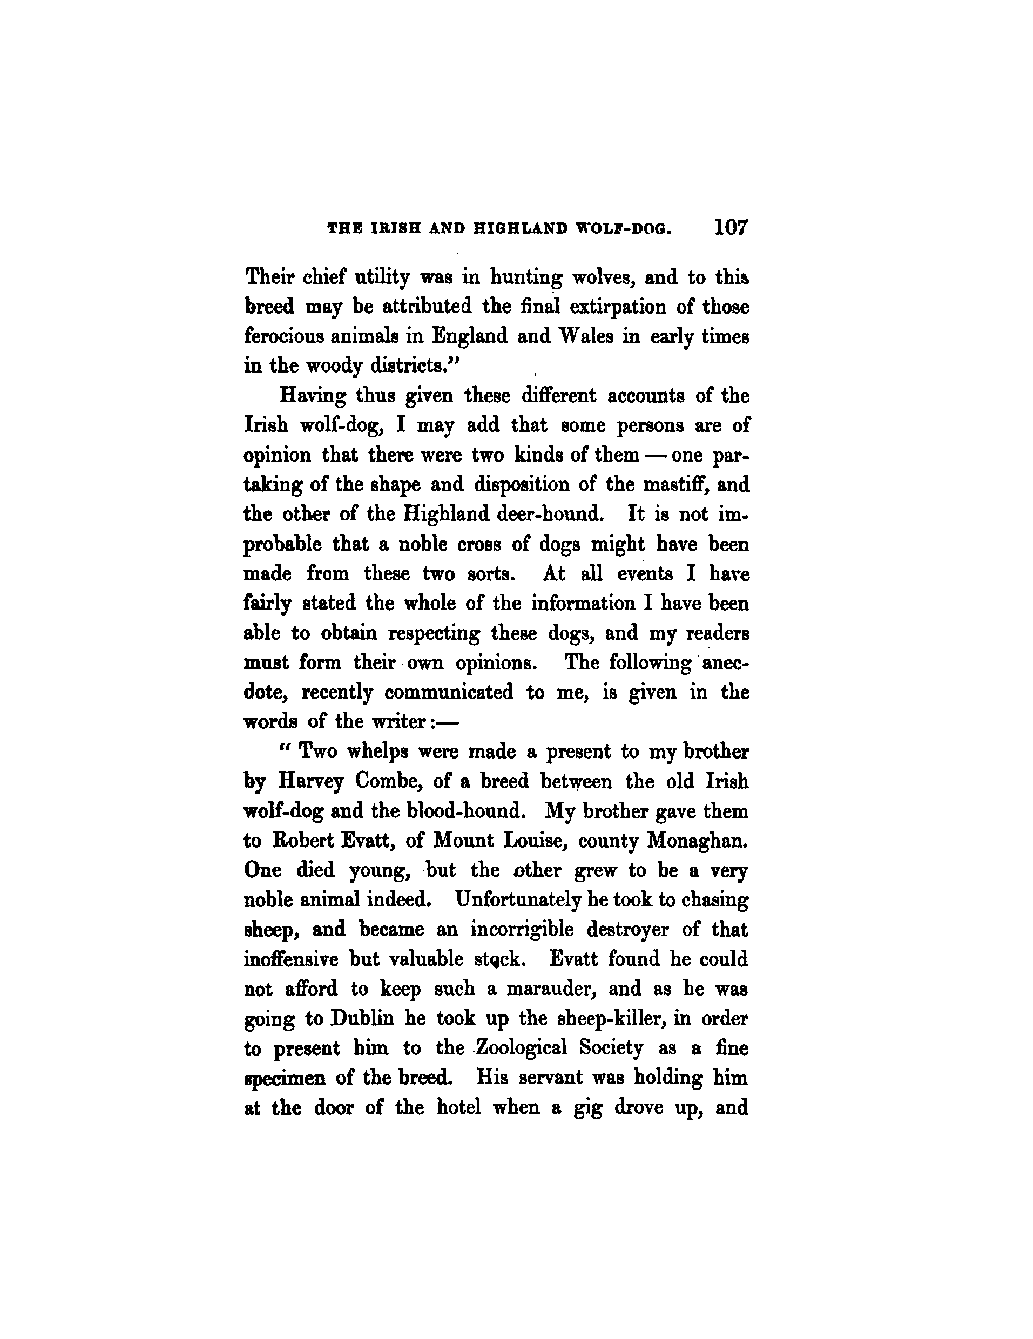 THE IRISH AND HIGHLAND WOLF-DOG. 107
Their chief utility was in hunting wolves, and to this
breed may be attributed the final extirpation of those
ferocious animals in England and Wales in early times
in the woody districts."
Having thus given these different accounts of the
Irish wolf-dog, I may add that some persons are of
opinion that there were two kinds of them — one par-
taking of the shape and disposition of the mastiff, and
the other of the Highland deer-hound. It is not im-
probable that a noble cross of dogs might have been
made from these two sorts. At all events I have
fairly stated the whole of the information I have been
able to obtain respecting these dogs, and my readers
must form their own opinions. The following anec-
dote, recently communicated to me, is given in the
words of the writer:—
" Two whelps were made a present to my brother
by Harvey Combe, of a breed between the old Irish
wolf-dog and the blood-hound. My brother gave them
to Robert Evatt, of Mount Louise, county Monaghan.
One died young, but the other grew to be a very
noble animal indeed. Unfortunately he took to chasing
sheep, and became an incorrigible destroyer of that
inoffensive but valuable stock. Evatt found he could
not afford to keep such a marauder, and as he was
going to Dublin he took up the sheep-killer, in order
to present him to the Zoological Society as a fine
specimen of the breed. His servant was holding him
at the door of the hotel when a gig drove up, and